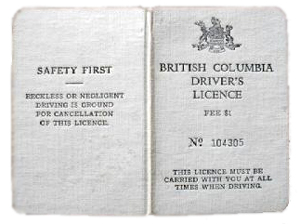 SAFETY FIRST
RECKLESS OR NEGLIGENT
DRIVING IS GROUND
FOR CANCELLATION
OF THIS LICENCE.
BRITISH COLUMBIA
DRIVER'S
LICENCE
FEE $1
Nº 104305
THIS LICENCE MUST BE
CARRIED WITH YOU AT ALL
TIMES WHEN DRIVING.